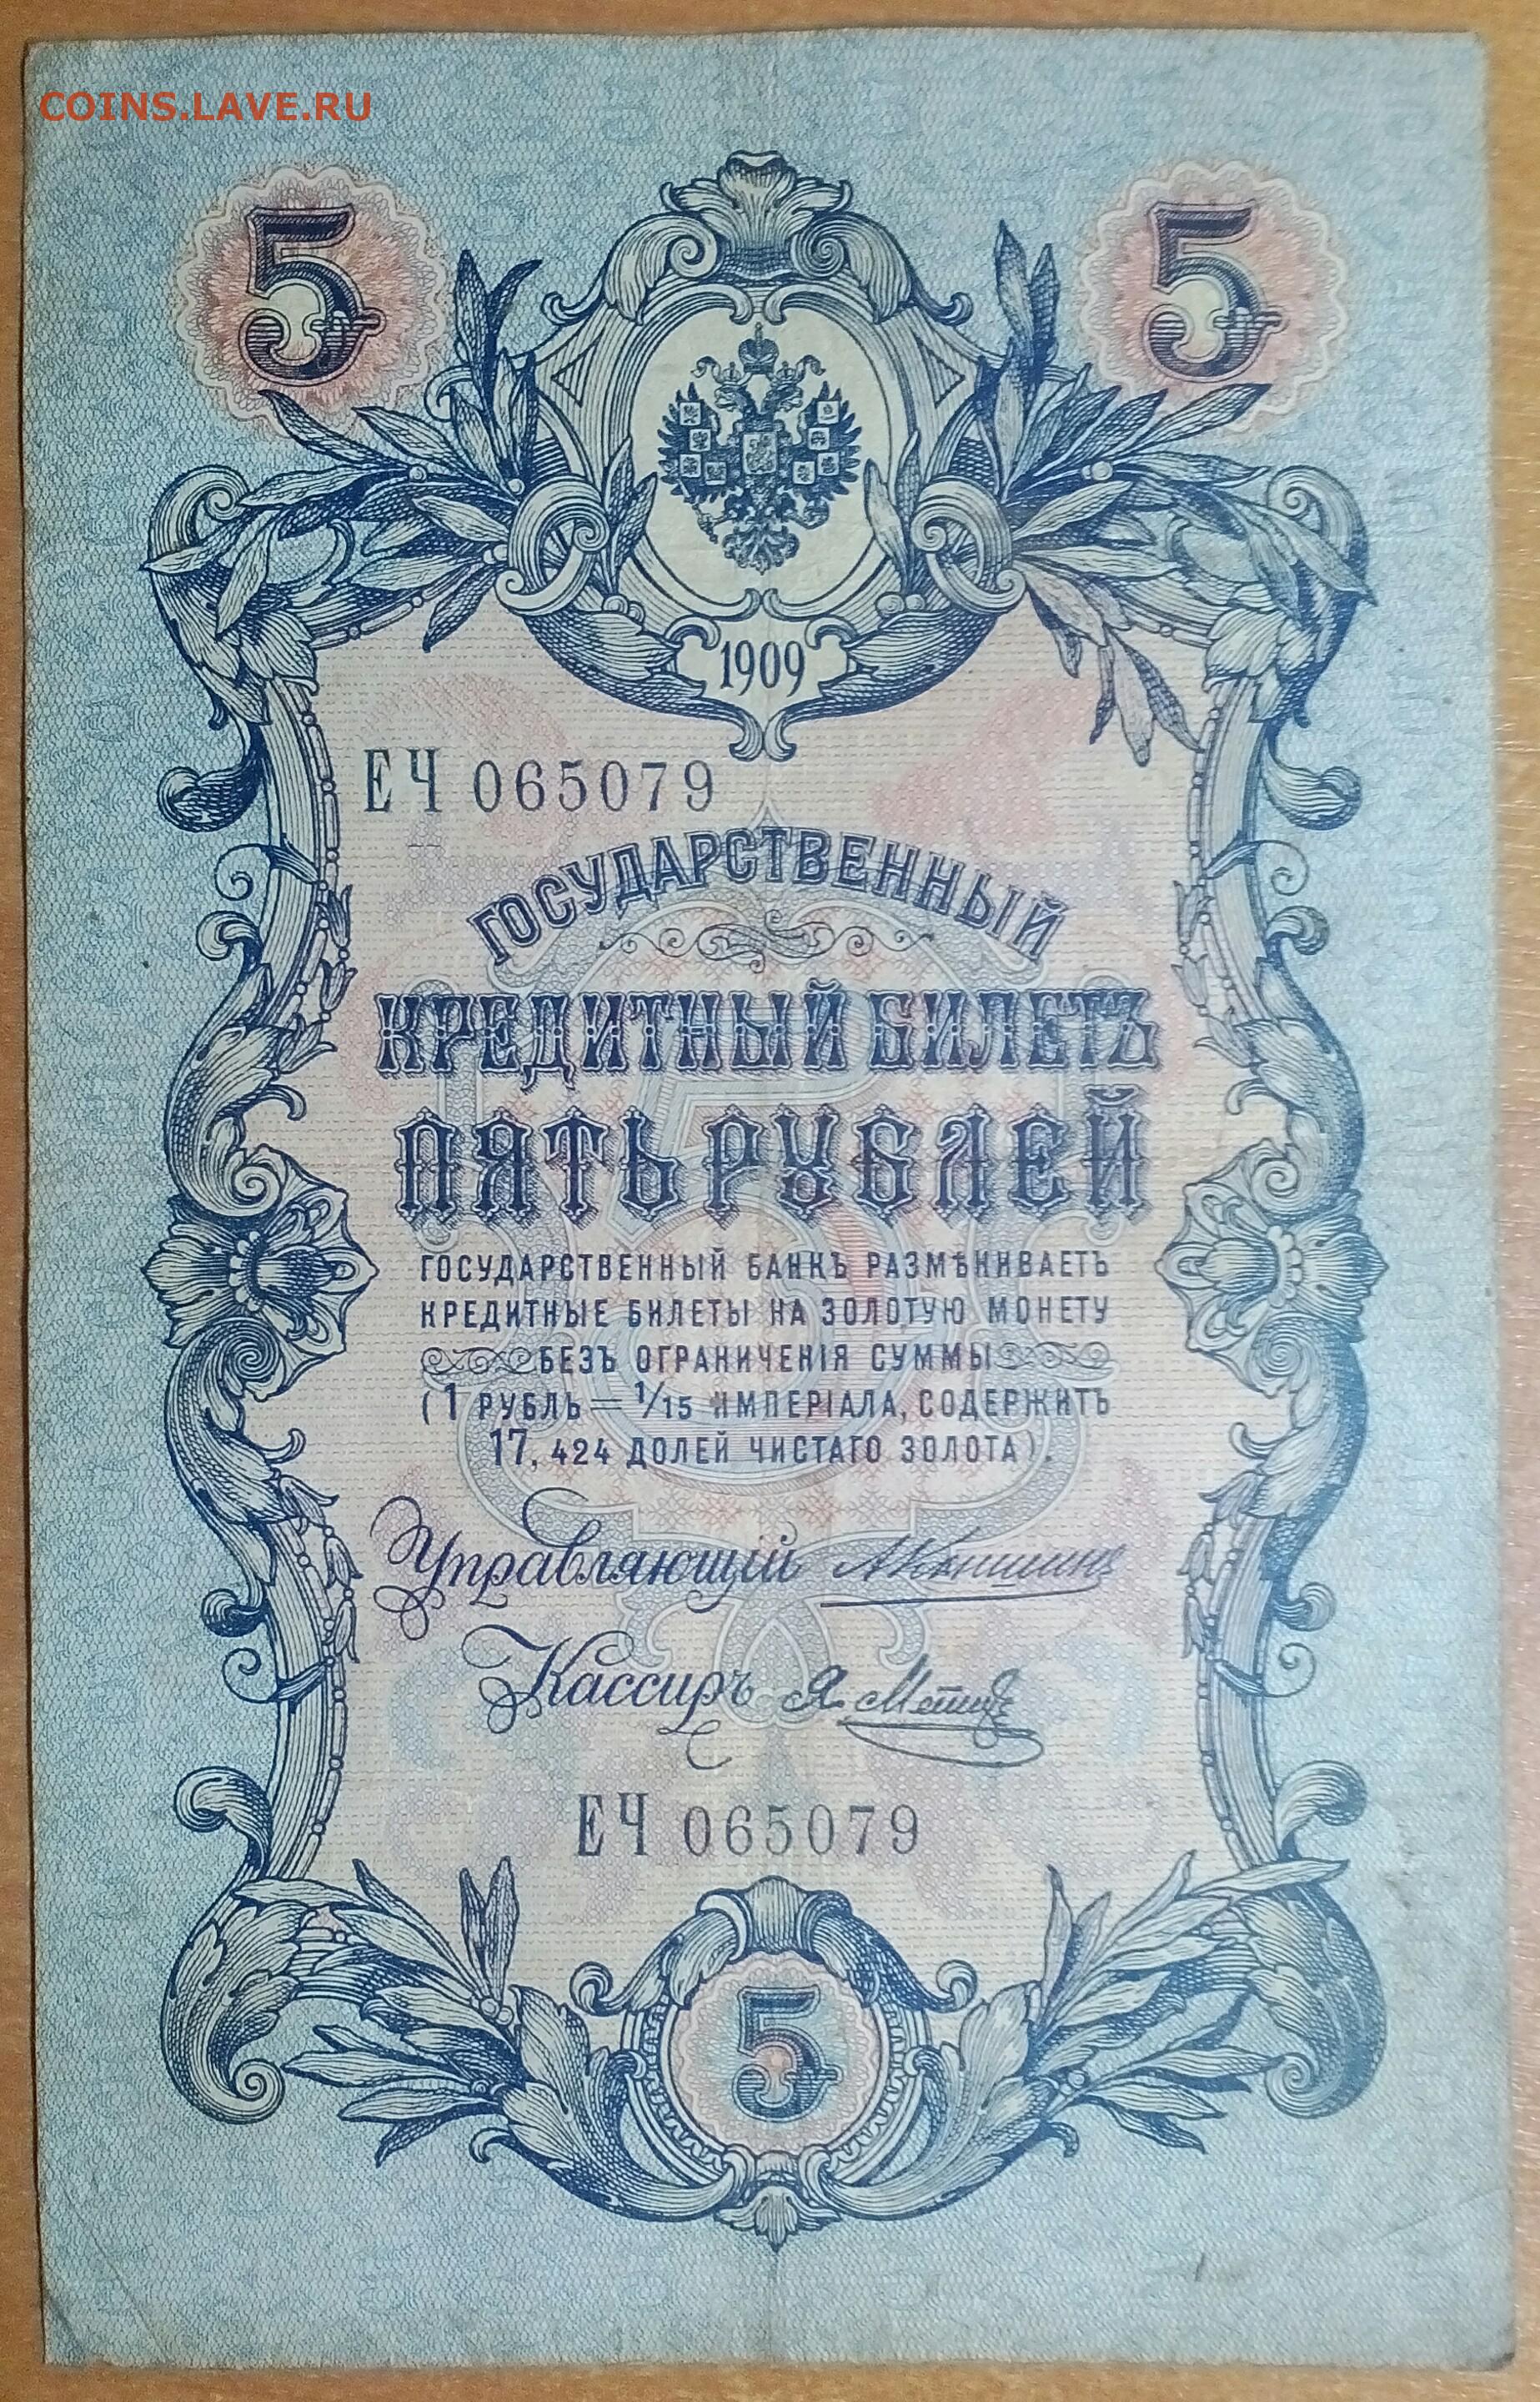 COINS.LAVE.RU
5 5
1909
ЕЧ 065079
ГОСУДАРСТВЕННЫЙ
КРЕДИТНЫЙ БИЛЕТЪ
ПЯТЬ РУБЛЕЙ
ГОСУДАРСТВЕННЫЙ БАНКЪ РАЗМѢНИВАЕТЪ
КРЕДИТНЫЕ БИЛЕТЫ НА ЗОЛОТУЮ МОНЕТУ
БЕЗЪ ОГРАНИЧЕНІЯ СУММЫ
(1 РУБЛЬ = 1/15 ИМПЕРІАЛА, СОДЕРЖИТЪ
17, 424 ДОЛЕЙ ЧИСТАГО ЗОЛОТА).
Управляющій АКоншинъ
Кассиръ Я. Метцъ
ЕЧ 065079
5